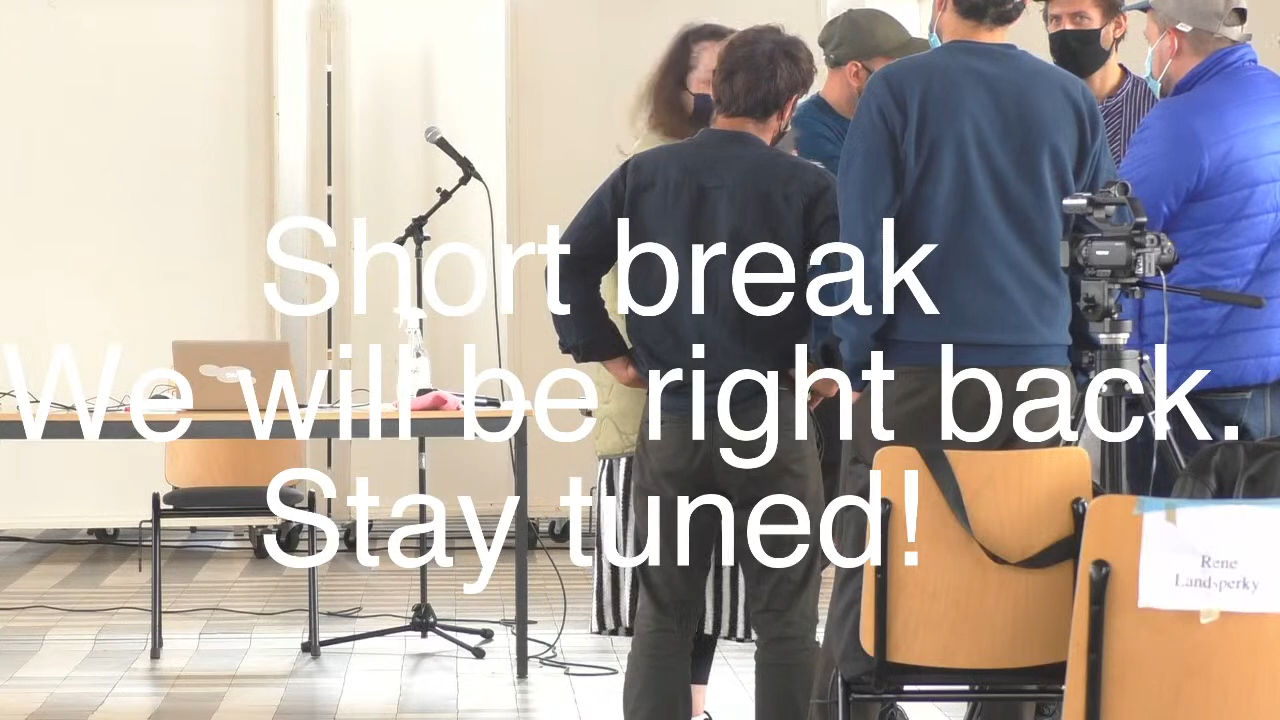 Short break
We will be right back.
Stay tuned!
Rene
Landsperky